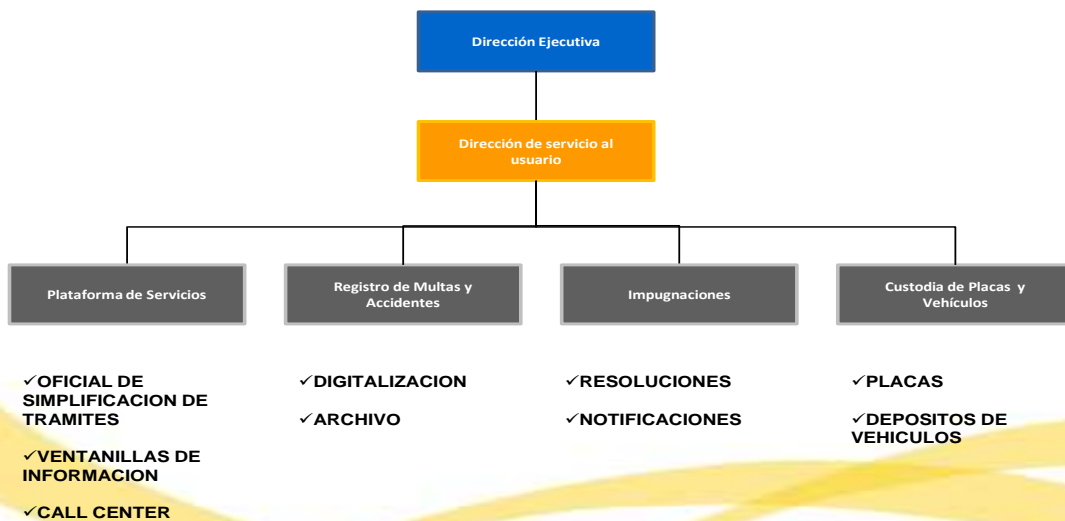 Dirección Ejecutiva
Dirección de servicio al
usuario
Plataforma de Servicios
Registro de Multas y
Accidentes
Impugnaciones
Custodia de Placas y
Vehículos
✓OFICIAL DE
SIMPLIFICACION DE
TRAMITES
✓VENTANILLAS DE
INFORMACION
✓CALL CENTER
✓DIGITALIZACION
✓ARCHIVO
✓RESOLUCIONES
✓NOTIFICACIONES
✓PLACAS
✓DEPOSITOS DE
VEHICULOS